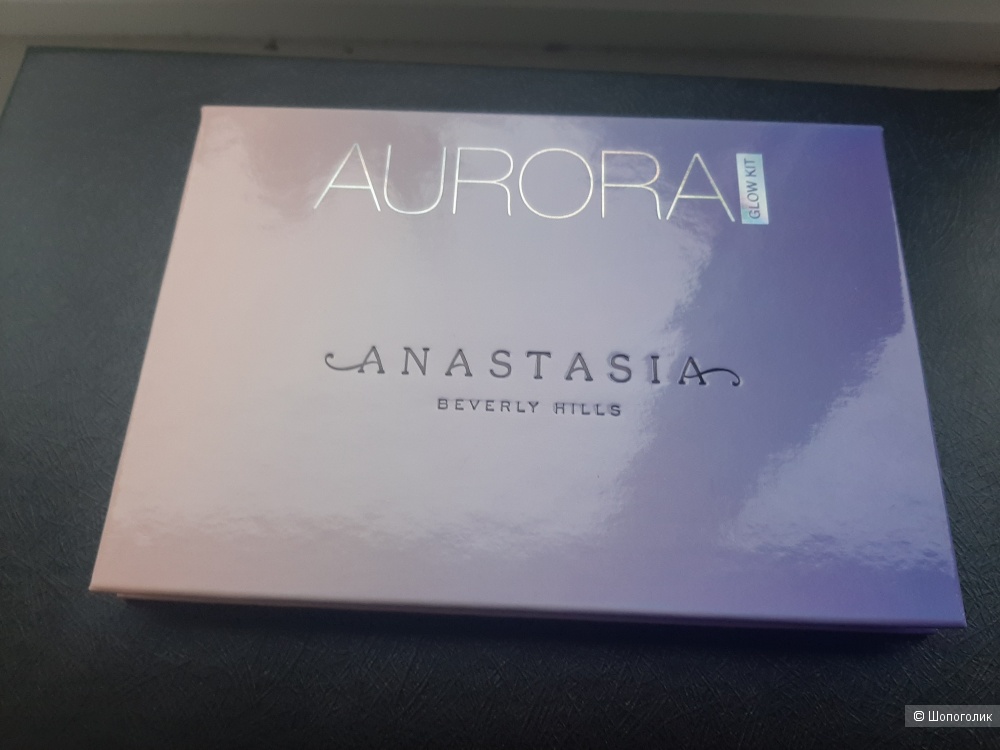 AURORA
GLOW KIT
ANASTASIA
BEVERLY HILLS
© Шопоголик